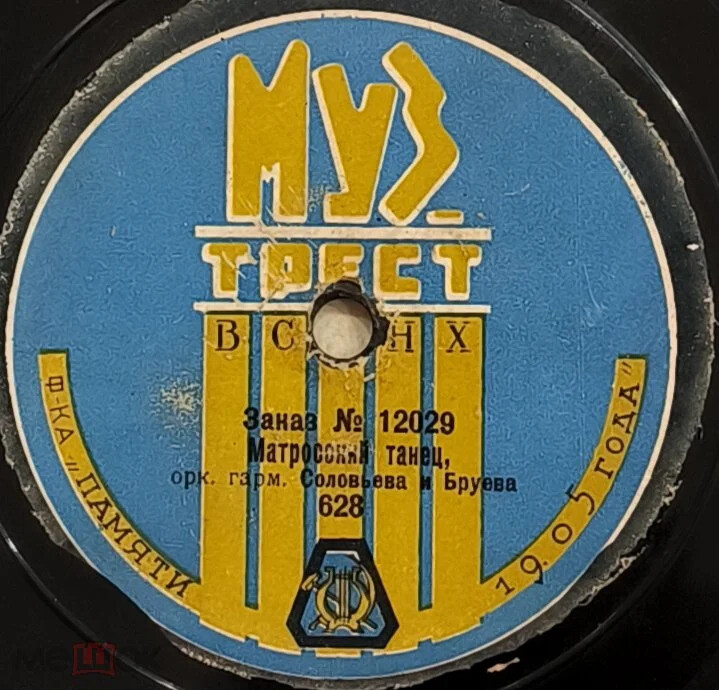 МУЗ
ТРЕСТ
ВСНХ
Заказ № 12029
Матросский танец,
орк. гарм. Соловьева и Бруева
628
Ф-КА „ПАМЯТИ
1905 ГОДА"